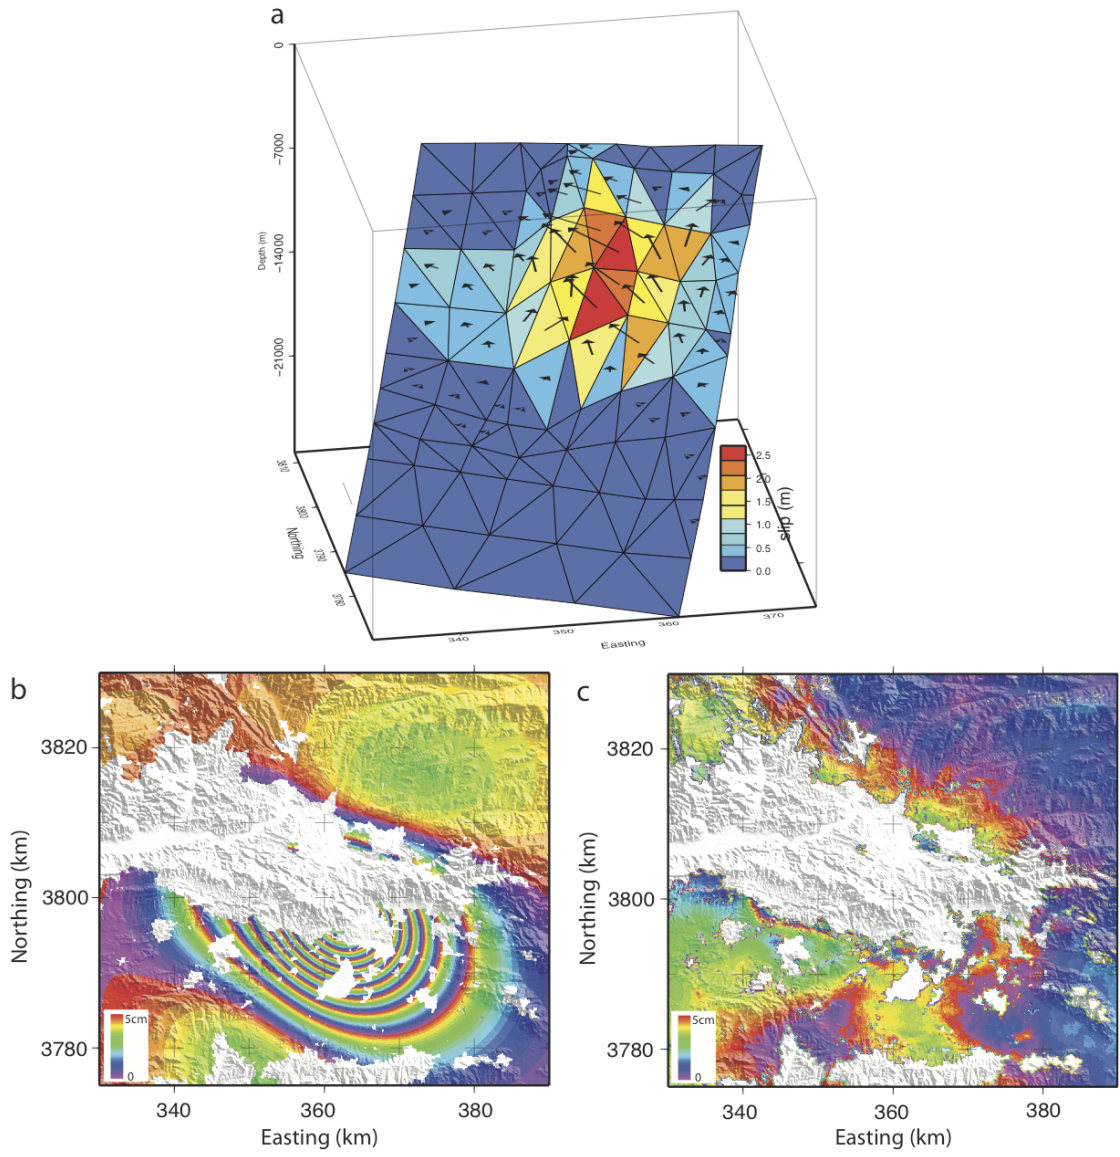 a
0
-7000
-14000
-21000
Depth (m)
3810
3800
3790
3780
Northing
340
350
360
370
Easting
2.5
2.0
1.5
1.0
0.5
0.0
slip (m)
b
3820
3800
3780
Northing (km)
5cm
0
340
360
380
Easting (km)
c
3820
3800
3780
Northing (km)
5cm
0
340
360
380
Easting (km)